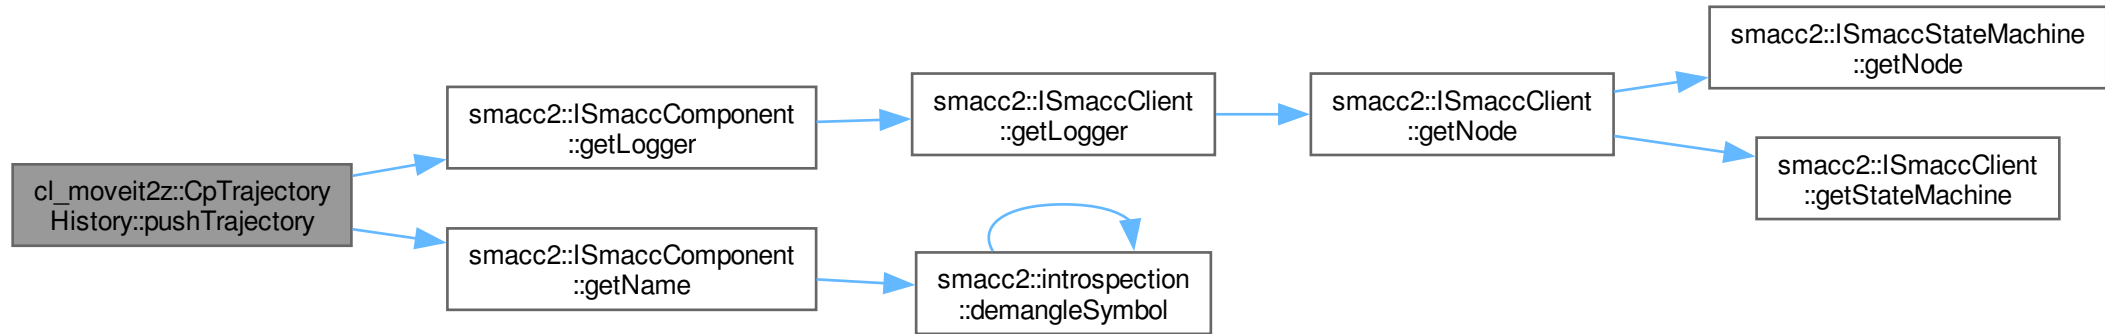 cl_moveit2z::CpTrajectory
History::pushTrajectory
smacc2::ISmaccComponent
::getLogger
smacc2::ISmaccClient
::getLogger
smacc2::ISmaccClient
::getNode
smacc2::ISmaccStateMachine
::getNode
smacc2::ISmaccClient
::getStateMachine
smacc2::ISmaccComponent
::getName
smacc2::introspection
::demangleSymbol